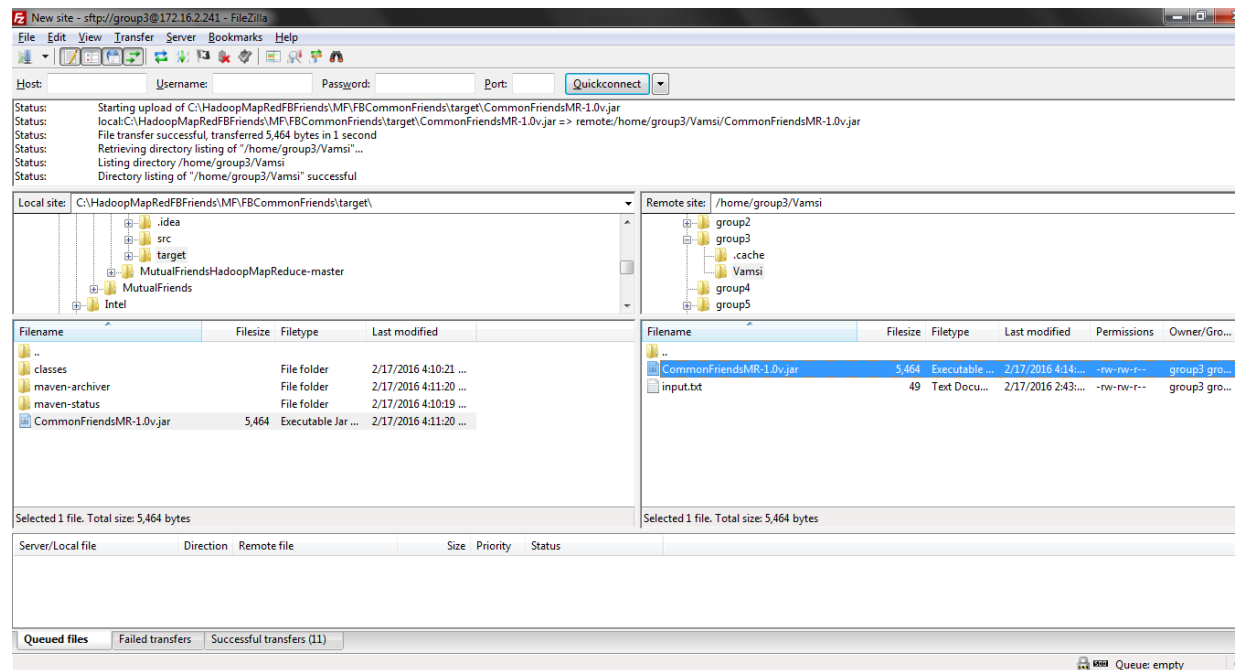 New site - sftp://group3@172.16.2.241 - FileZilla
File Edit View Transfer Server Bookmarks Help
Host: Username: Password: Port: Quickconnect
Status: Starting upload of C:\HadoopMapRedFBFriends\MF\FBCommonFriends\target\CommonFriendsMR-1.0v.jar
Status: local:C:\HadoopMapRedFBFriends\MF\FBCommonFriends\target\CommonFriendsMR-1.0v.jar => remote:/home/group3/Vamsi/CommonFriendsMR-1.0v.jar
Status: File transfer successful, transferred 5,464 bytes in 1 second
Status: Retrieving directory listing of "/home/group3/Vamsi"...
Status: Listing directory /home/group3/Vamsi
Status: Directory listing of "/home/group3/Vamsi" successful
Local site: C:\HadoopMapRedFBFriends\MF\FBCommonFriends\target\
.idea
src
target
MutualFriendsHadoopMapReduce-master
MutualFriends
Intel
Remote site: /home/group3/Vamsi
group2
group3
.cache
Vamsi
group4
group5
Filename Filesize Filetype Last modified
..
classes File folder 2/17/2016 4:10:21 ...
maven-archiver File folder 2/17/2016 4:11:20 ...
maven-status File folder 2/17/2016 4:10:19 ...
CommonFriendsMR-1.0v.jar 5,464 Executable Jar ... 2/17/2016 4:11:20 ...
Selected 1 file. Total size: 5,464 bytes
Filename Filesize Filetype Last modified Permissions Owner/Gro...
..
CommonFriendsMR-1.0v.jar 5,464 Executable ... 2/17/2016 4:14:... -rw-rw-r-- group3 gro...
input.txt 49 Text Docu... 2/17/2016 2:43:... -rw-rw-r-- group3 gro...
Selected 1 file. Total size: 5,464 bytes
Server/Local file Direction Remote file Size Priority Status
Queued files Failed transfers Successful transfers (11)
Queue: empty